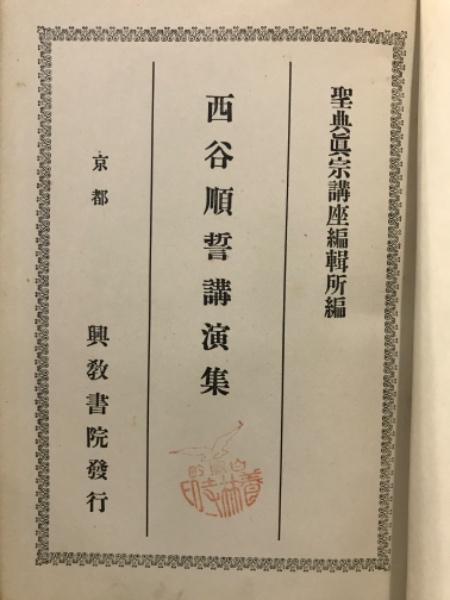 聖典眞宗講座編輯所編
西谷順誓講演集
京都
興教書院發行